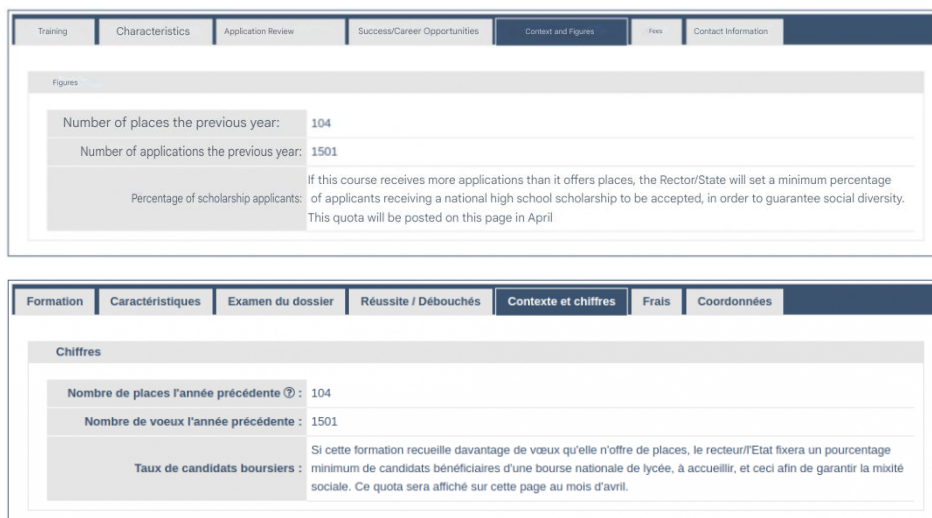 Training Characteristics Application Review Success/Career Opportunities Context and Figures Fees Contact Information
Figures
Number of places the previous year: 104
Number of applications the previous year: 1501
If this course receives more applications than it offers places, the Rector/State will set a minimum percentage
Percentage of scholarship applicants: of applicants receiving a national high school scholarship to be accepted, in order to guarantee social diversity.
This quota will be posted on this page in April
Formation Caractéristiques Examen du dossier Réussite / Débouchés Contexte et chiffres Frais Coordonnées
Chiffres
Nombre de places l'année précédente ? : 104
Nombre de voeux l'année précédente : 1501
Si cette formation recueille davantage de vœux qu'elle n'offre de places, le recteur/l'Etat fixera un pourcentage
Taux de candidats boursiers : minimum de candidats bénéficiaires d'une bourse nationale de lycée, à accueillir, et ceci afin de garantir la mixité
sociale. Ce quota sera affiché sur cette page au mois d'avril.